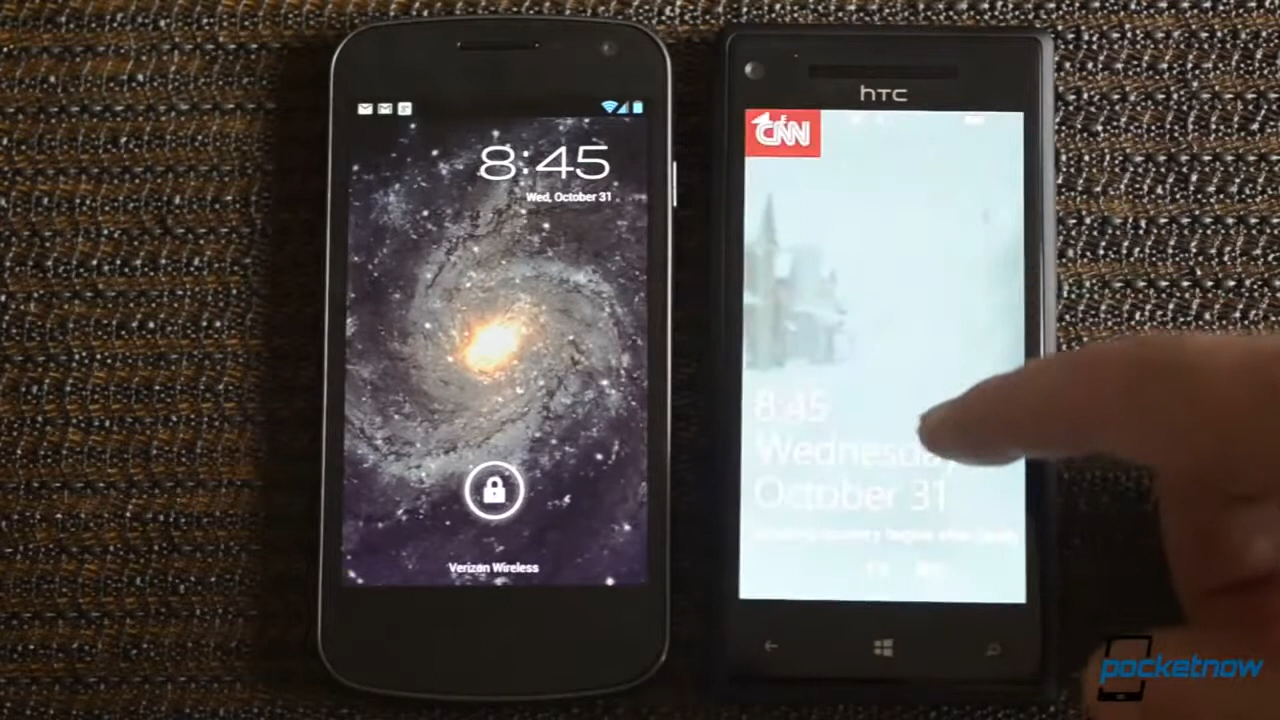 8:45
Wed, October 31
Verizon Wireless
hTC
CNN
8:45
Wednesday
October 31
pocketnow